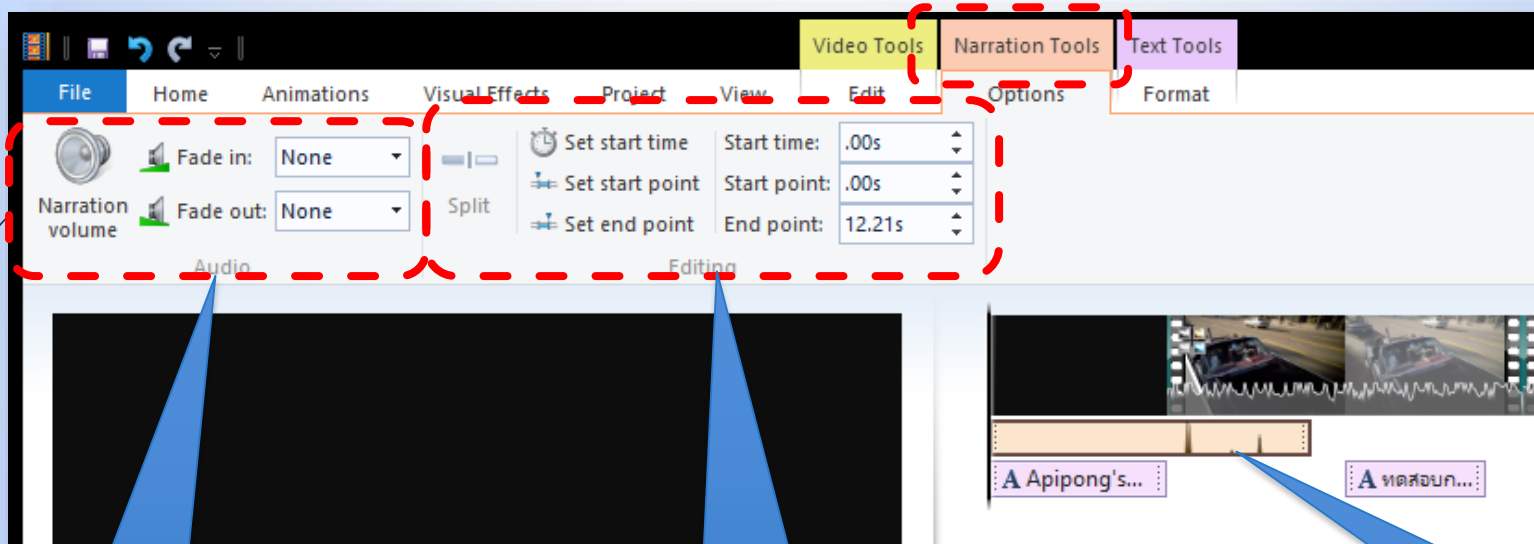 Video Tools Narration Tools Text Tools
File Home Animations Visual Effects Project View Edit Options Format
Narration volume
Fade in: None
Fade out: None
Audio
Split
Set start time Start time: .00s
Set start point Start point: .00s
Set end point End point: 12.21s
Editing
A Apipong's...
A ทดสอบก...